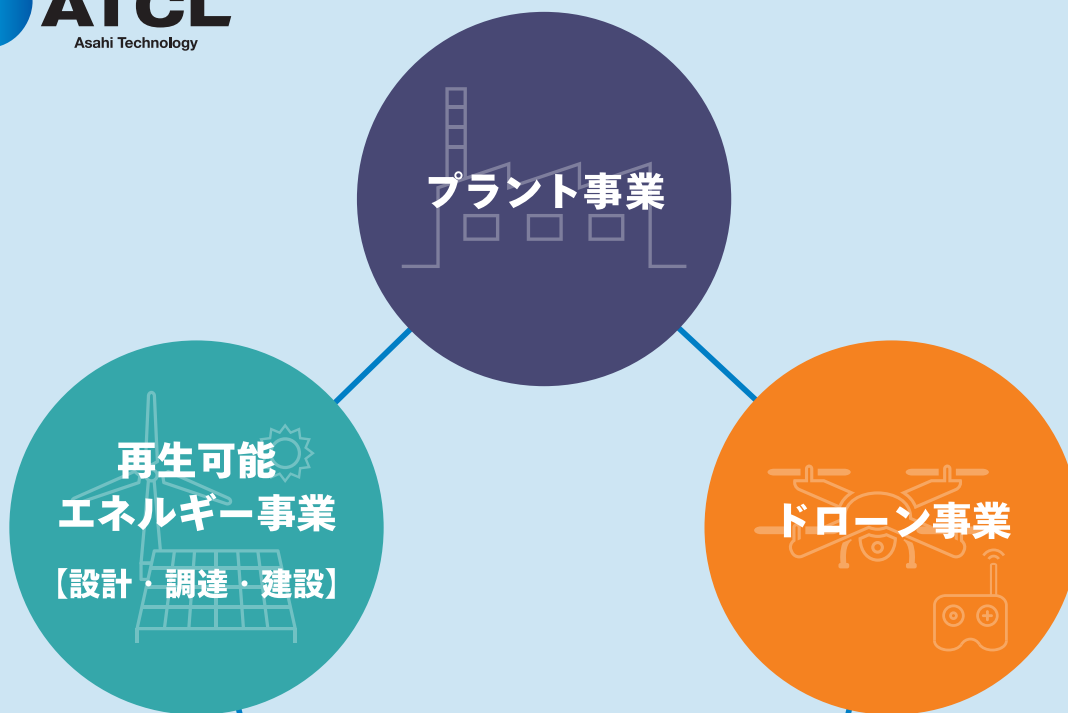 ATCL
Asahi Technology
プラント事業
再生可能
エネルギー事業
【設計・調達・建設】
ドローン事業